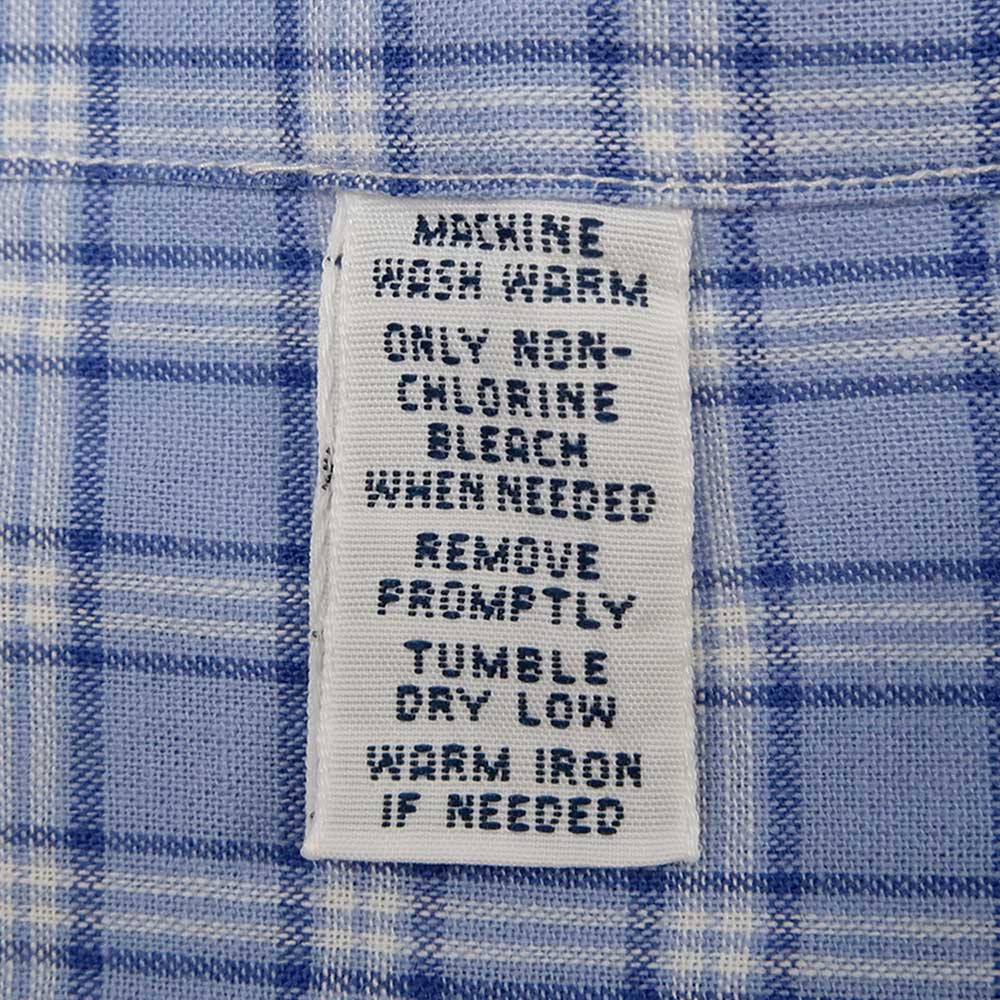 MACHINE
WASH WARM
ONLY NON-
CHLORINE
BLEACH
WHEN NEEDED
REMOVE
PROMPTLY
TUMBLE
DRY LOW
WARM IRON
IF NEEDED